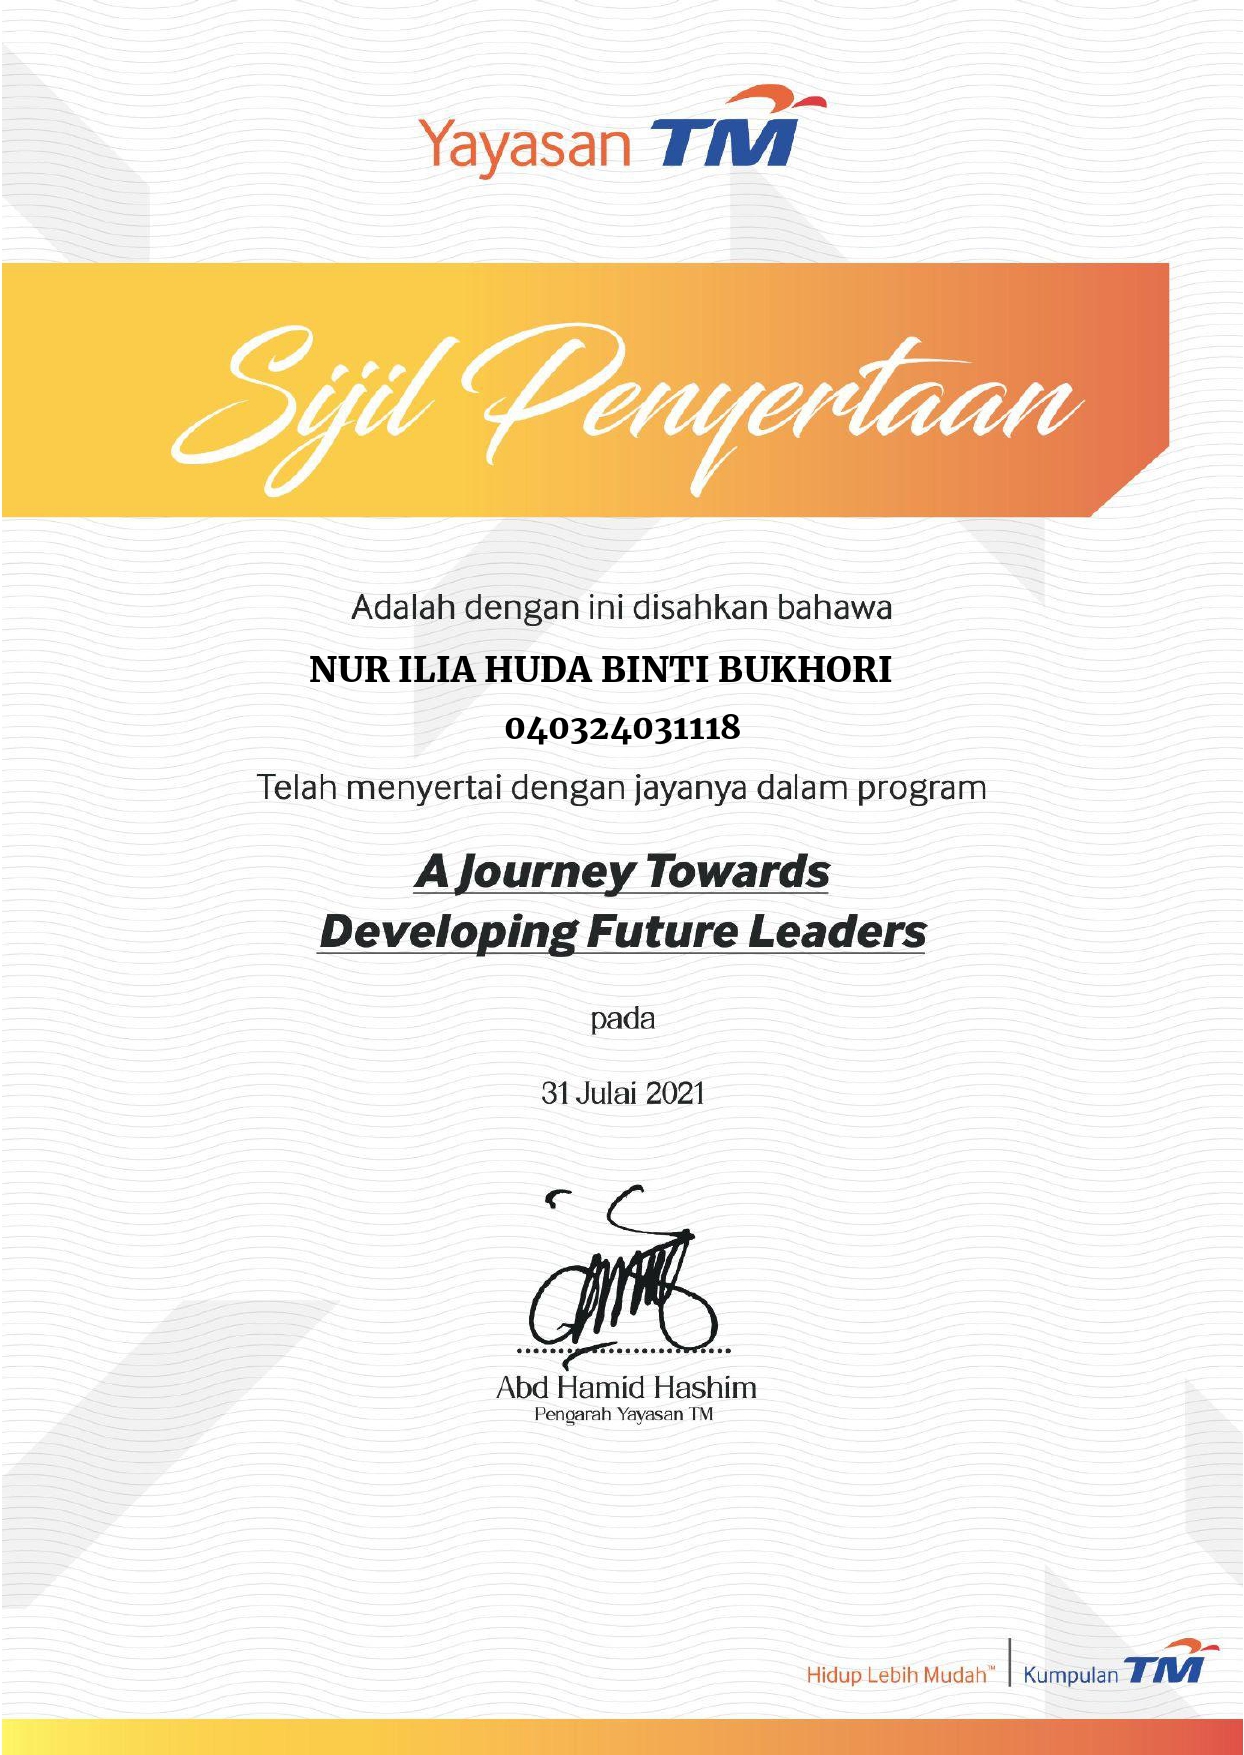 Yayasan TM
Sijil Penyertaan
Adalah dengan ini disahkan bahawa
NUR ILIA HUDA BINTI BUKHORI
040324031118
Telah menyertai dengan jayanya dalam program
A Journey Towards
Developing Future Leaders
pada
31 Julai 2021
Abd Hamid Hashim
Pengarah Yayasan TM
Hidup Lebih Mudah™ Kumpulan TM